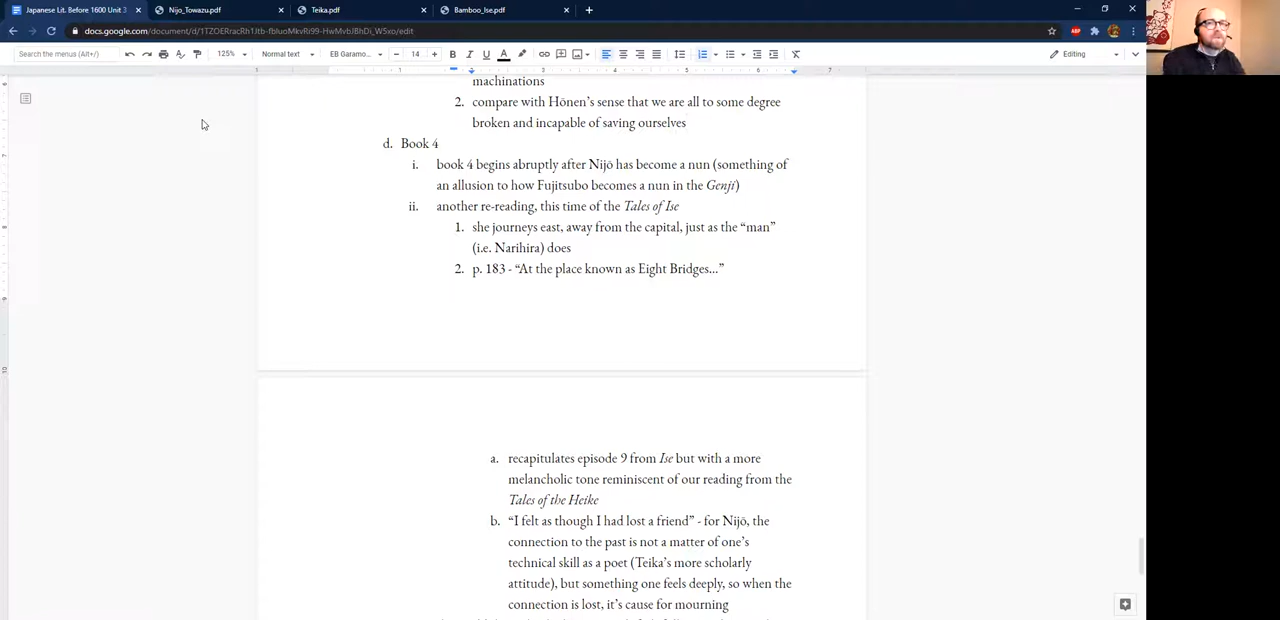 Japanese Lit. Before 1600 Unit 3
Nijo_Towazu.pdf
Teika.pdf
Bamboo_Ise.pdf
Search the menus (Alt+/)
125%
Normal text
EB Garamo...
14
Editing
machinations
2. compare with Hōnen's sense that we are all to some degree
broken and incapable of saving ourselves
d. Book 4
i. book 4 begins abruptly after Nijō has become a nun (something of
an allusion to how Fujitsubo becomes a nun in the Genji)
ii. another re-reading, this time of the Tales of Ise
1. she journeys east, away from the capital, just as the “man”
(i.e. Narihira) does
2. p. 183 - “At the place known as Eight Bridges...”
a. recapitulates episode 9 from Ise but with a more
melancholic tone reminiscent of our reading from the
Tales of the Heike
b. “I felt as though I had lost a friend” - for Nijō, the
connection to the past is not a matter of one's
technical skill as a poet (Teika's more scholarly
attitude), but something one feels deeply, so when the
connection is lost, it's cause for mourning